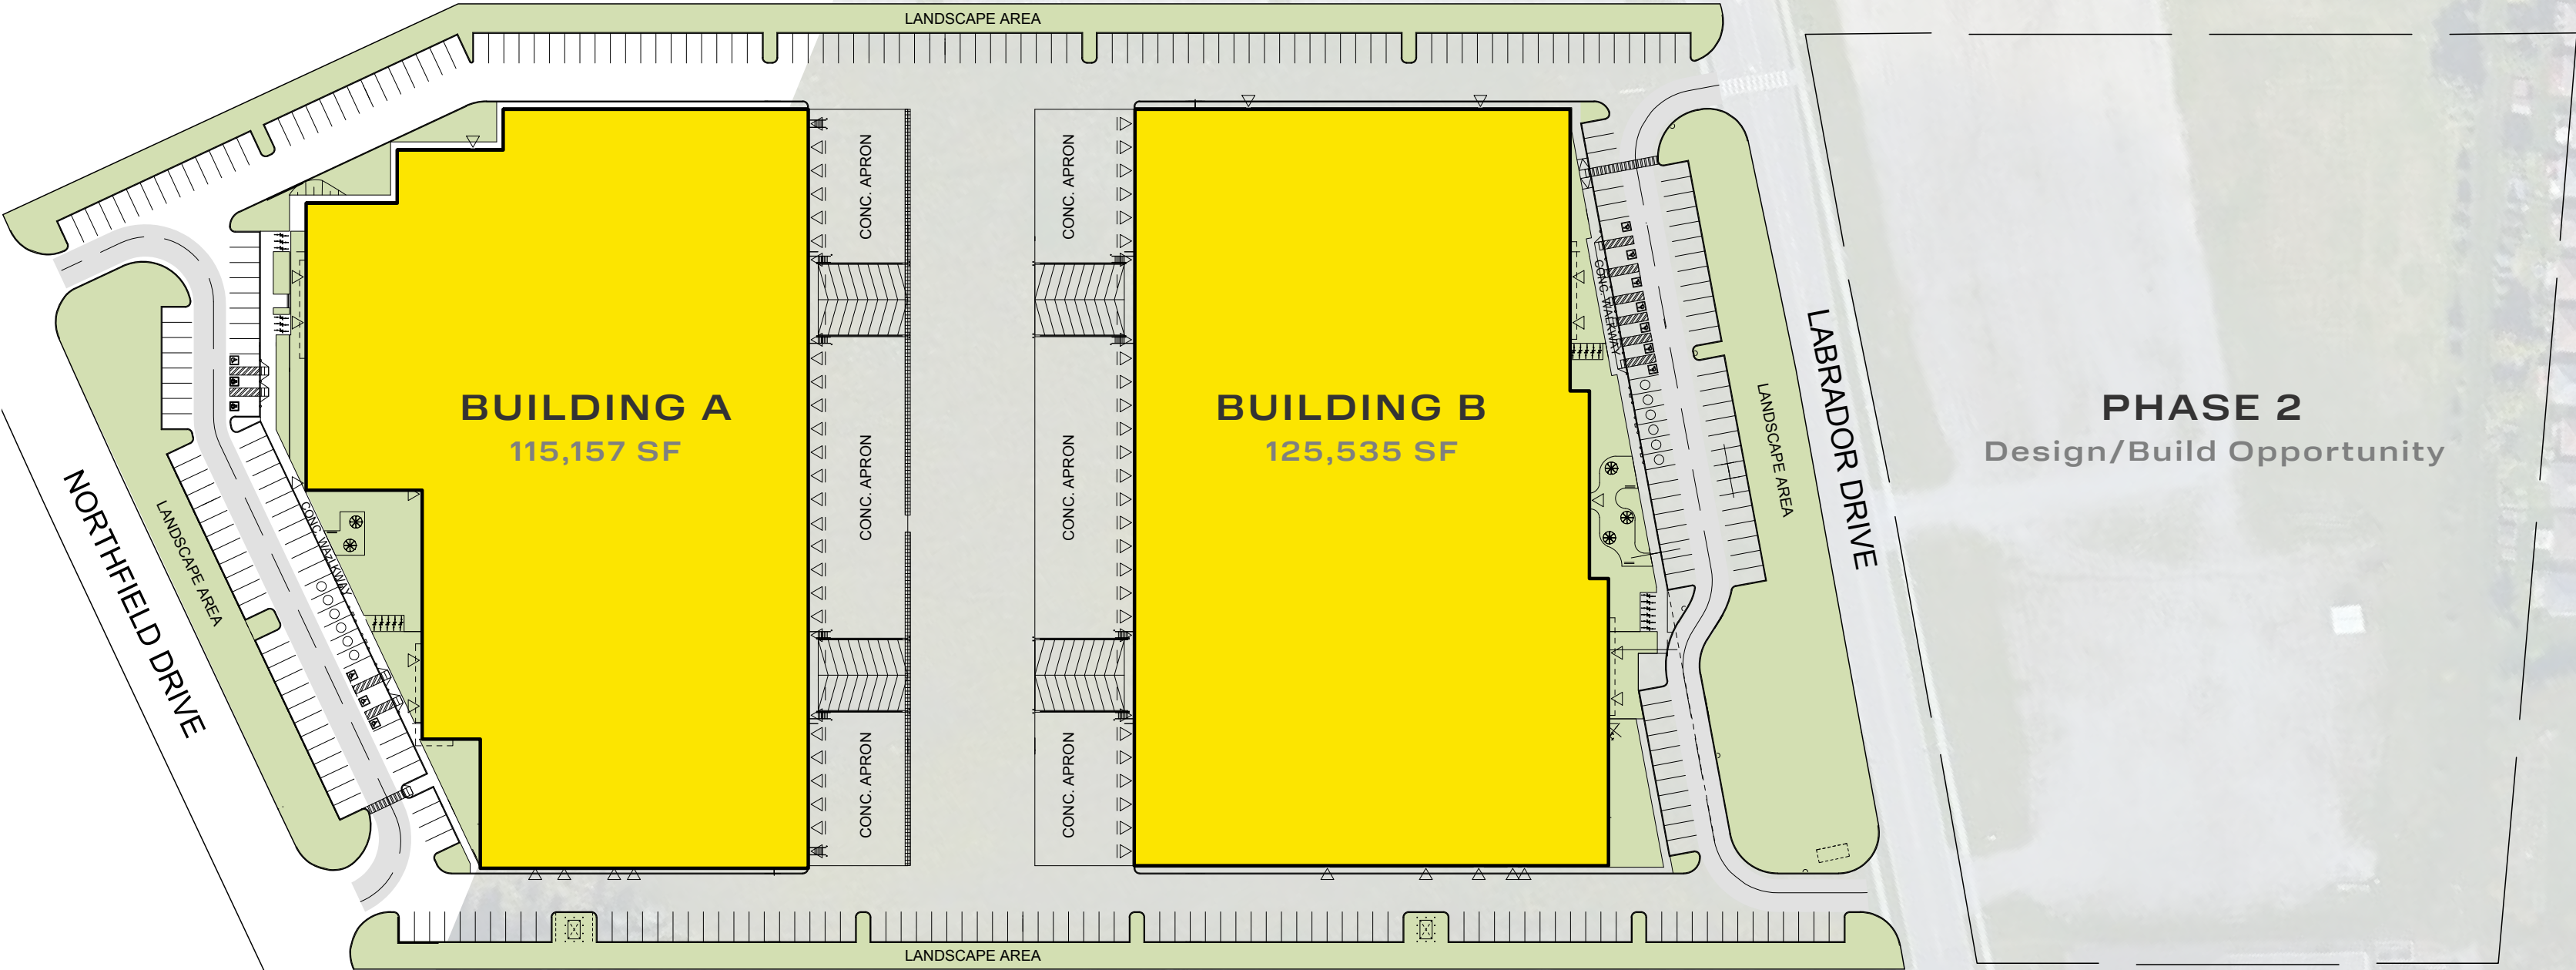 LANDSCAPE AREA
CONC. APRON
CONC. APRON
BUILDING A
115,157 SF
BUILDING B
125,535 SF
PHASE 2
Design/Build Opportunity
CONC. WALKWAY
LABRADOR DRIVE
LANDSCAPE AREA
CONC. APRON
CONC. APRON
NORTHFIELD DRIVE
LANDSCAPE AREA
CONC. WAzLKWAY
CONC. APRON
CONC. APRON
LANDSCAPE AREA